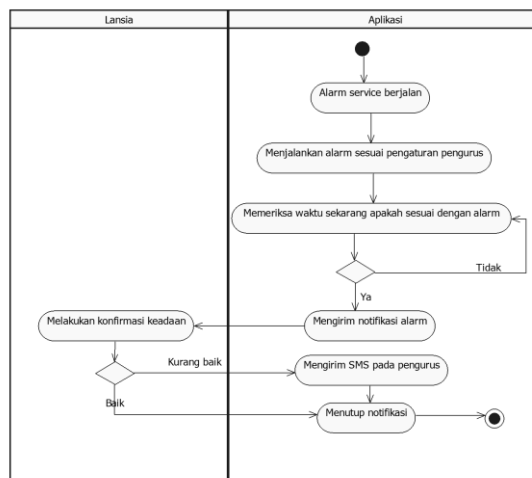 Lansia
Aplikasi
Alarm service berjalan
Menjalankan alarm sesuai pengaturan pengurus
Memeriksa waktu sekarang apakah sesuai dengan alarm
Tidak
Ya
Mengirim notifikasi alarm
Melakukan konfirmasi keadaan
Kurang baik
Mengirim SMS pada pengurus
Baik
Menutup notifikasi